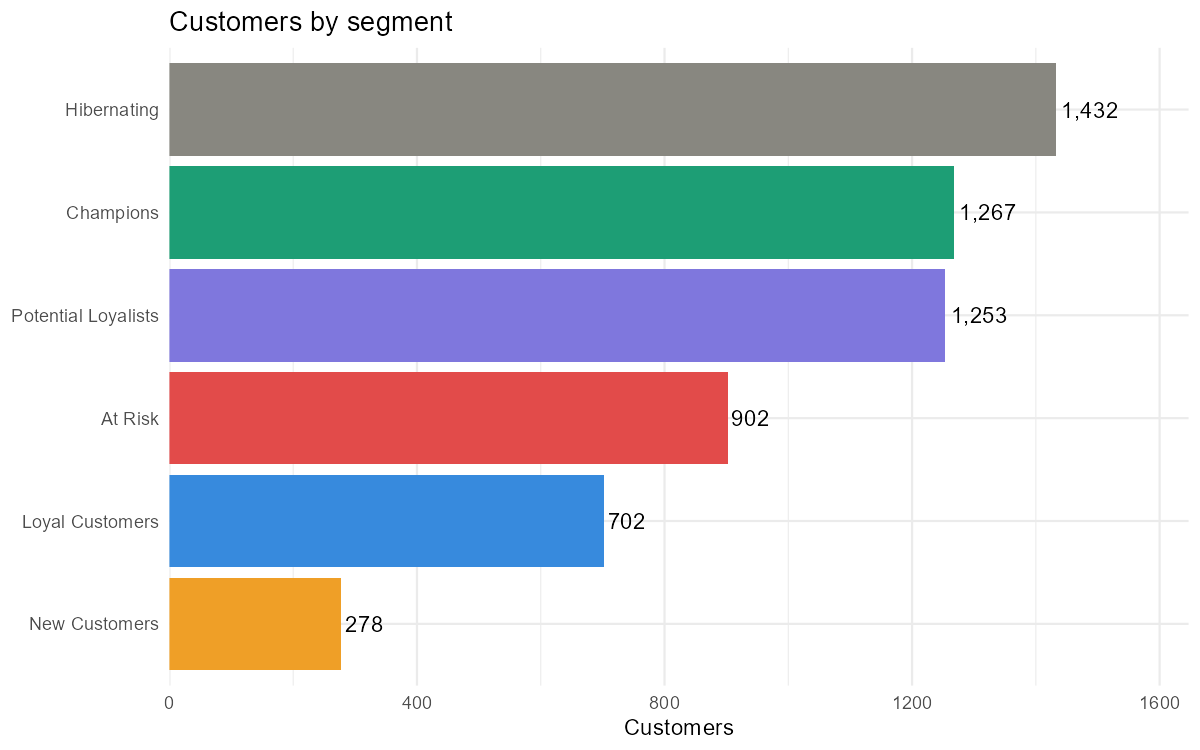 Customers by segment
Hibernating 1,432
Champions 1,267
Potential Loyalists 1,253
At Risk 902
Loyal Customers 702
New Customers 278
0 400 800 1200 1600
Customers